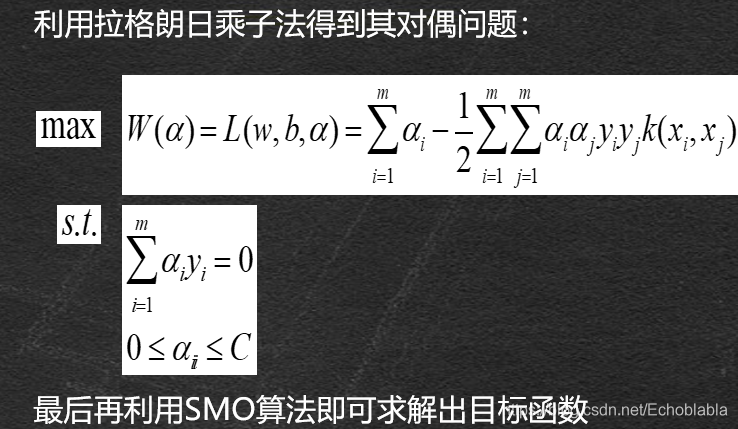 利用拉格朗日乘子法得到其对偶问题：
max W(α) = L(w, b, α) = ∑_{i=1}^{m} α_i − 1/2 ∑_{i=1}^{m} ∑_{j=1}^{m} α_i α_j y_i y_j k(x_i, x_j)
s.t. ∑_{i=1}^{m} α_i y_i = 0
0 ≤ α_i ≤ C
最后再利用SMO算法即可求解出目标函数
csdn.net/Echoblabla